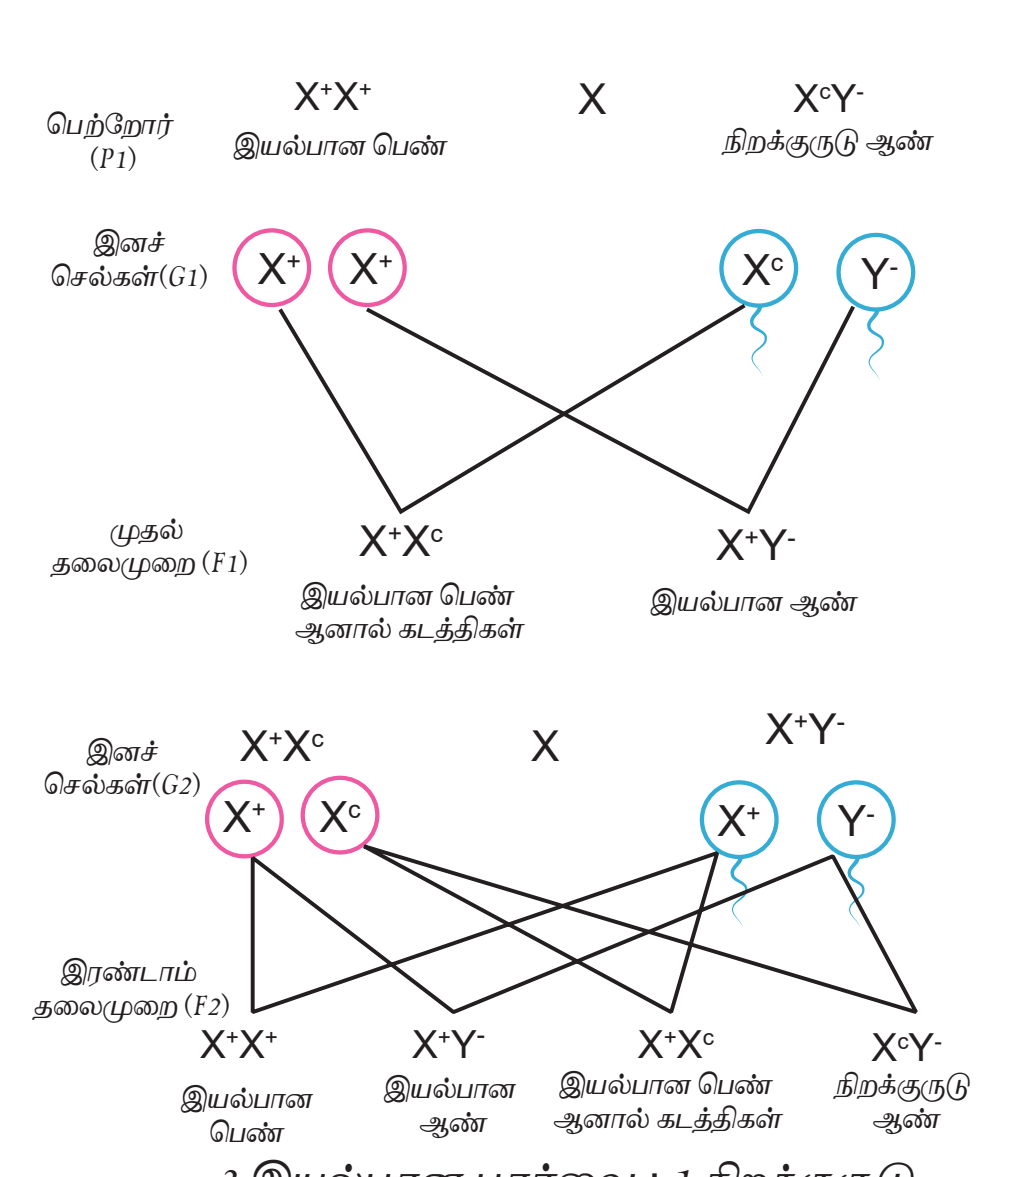 X⁺X⁺ X XᶜY⁻
பெற்றோர்
(P1)
இயல்பான பெண் நிறக்குருடு ஆண்
இனச்
செல்கள்(G1)
X⁺ X⁺ Xᶜ Y⁻
முதல்
தலைமுறை (F1)
X⁺Xᶜ X⁺Y⁻
இயல்பான பெண்
ஆனால் கடத்திகள்
இயல்பான ஆண்
இனச்
செல்கள்(G2)
X⁺Xᶜ X X⁺Y⁻
X⁺ Xᶜ X⁺ Y⁻
இரண்டாம்
தலைமுறை (F2)
X⁺X⁺ X⁺Y⁻ X⁺Xᶜ XᶜY⁻
இயல்பான
பெண்
இயல்பான
ஆண்
இயல்பான பெண்
ஆனால் கடத்திகள்
நிறக்குருடு
ஆண்